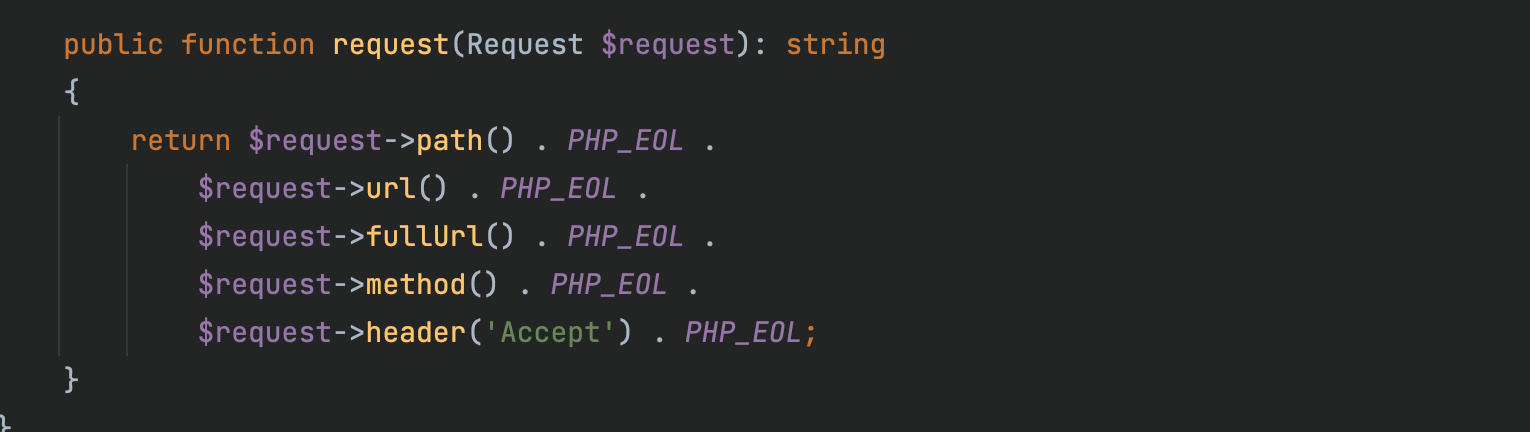 public function request(Request $request): string
{
return $request->path() . PHP_EOL .
$request->url() . PHP_EOL .
$request->fullUrl() . PHP_EOL .
$request->method() . PHP_EOL .
$request->header('Accept') . PHP_EOL;
}
}